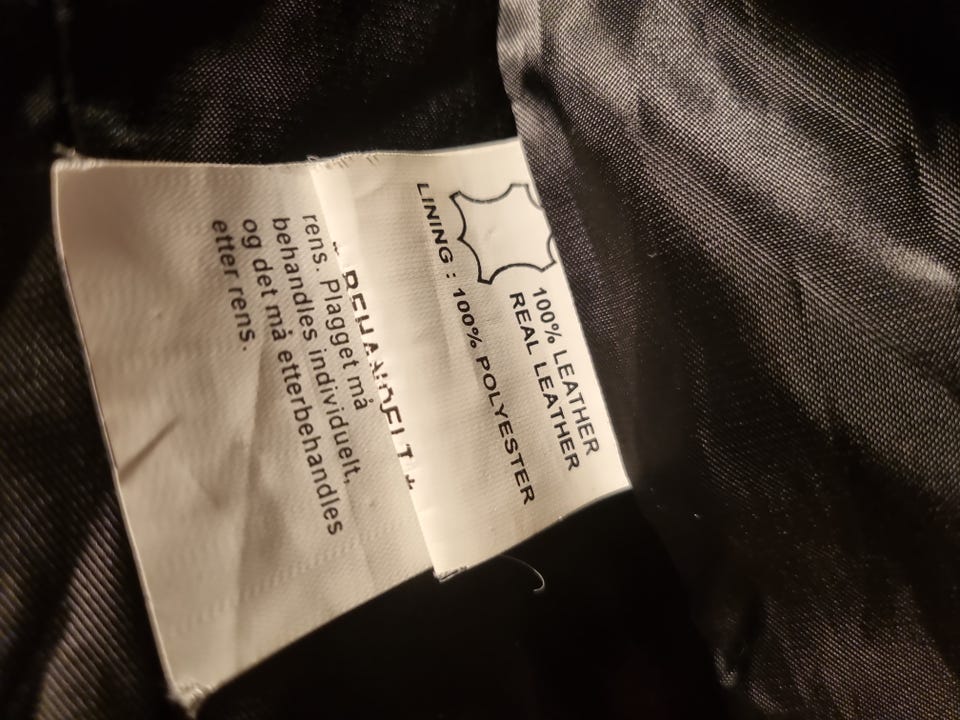 100% LEATHER
REAL LEATHER
LINING : 100% POLYESTER
rens. Plagget må
behandles individuelt,
og det må etterbehandles
etter rens.